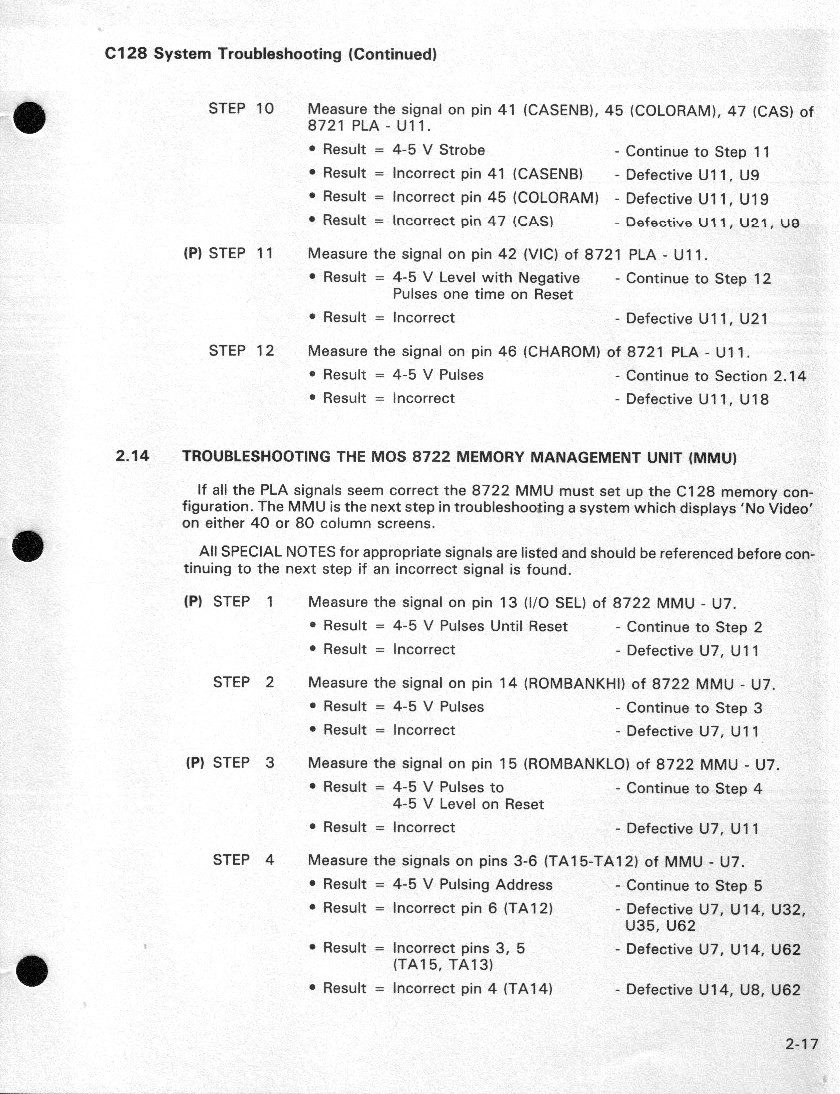 C128 System Troubleshooting (Continued)
STEP 10 Measure the signal on pin 41 (CASENB), 45 (COLORAM), 47 (CAS) of
8721 PLA - U11.
• Result = 4-5 V Strobe - Continue to Step 11
• Result = Incorrect pin 41 (CASENB) - Defective U11, U9
• Result = Incorrect pin 45 (COLORAM) - Defective U11, U19
• Result = Incorrect pin 47 (CAS) - Defective U11, U21, U8
(P) STEP 11 Measure the signal on pin 42 (VIC) of 8721 PLA - U11.
• Result = 4-5 V Level with Negative - Continue to Step 12
Pulses one time on Reset
• Result = Incorrect - Defective U11, U21
STEP 12 Measure the signal on pin 46 (CHAROM) of 8721 PLA - U11.
• Result = 4-5 V Pulses - Continue to Section 2.14
• Result = Incorrect - Defective U11, U18
2.14 TROUBLESHOOTING THE MOS 8722 MEMORY MANAGEMENT UNIT (MMU)
If all the PLA signals seem correct the 8722 MMU must set up the C128 memory con-
figuration. The MMU is the next step in troubleshooting a system which displays 'No Video'
on either 40 or 80 column screens.
All SPECIAL NOTES for appropriate signals are listed and should be referenced before con-
tinuing to the next step if an incorrect signal is found.
(P) STEP 1 Measure the signal on pin 13 (I/O SEL) of 8722 MMU - U7.
• Result = 4-5 V Pulses Until Reset - Continue to Step 2
• Result = Incorrect - Defective U7, U11
STEP 2 Measure the signal on pin 14 (ROMBANKHI) of 8722 MMU - U7.
• Result = 4-5 V Pulses - Continue to Step 3
• Result = Incorrect - Defective U7, U11
(P) STEP 3 Measure the signal on pin 15 (ROMBANKLO) of 8722 MMU - U7.
• Result = 4-5 V Pulses to - Continue to Step 4
4-5 V Level on Reset
• Result = Incorrect - Defective U7, U11
STEP 4 Measure the signals on pins 3-6 (TA15-TA12) of MMU - U7.
• Result = 4-5 V Pulsing Address - Continue to Step 5
• Result = Incorrect pin 6 (TA12) - Defective U7, U14, U32,
U35, U62
• Result = Incorrect pins 3, 5 - Defective U7, U14, U62
(TA15, TA13)
• Result = Incorrect pin 4 (TA14) - Defective U14, U8, U62
2-17